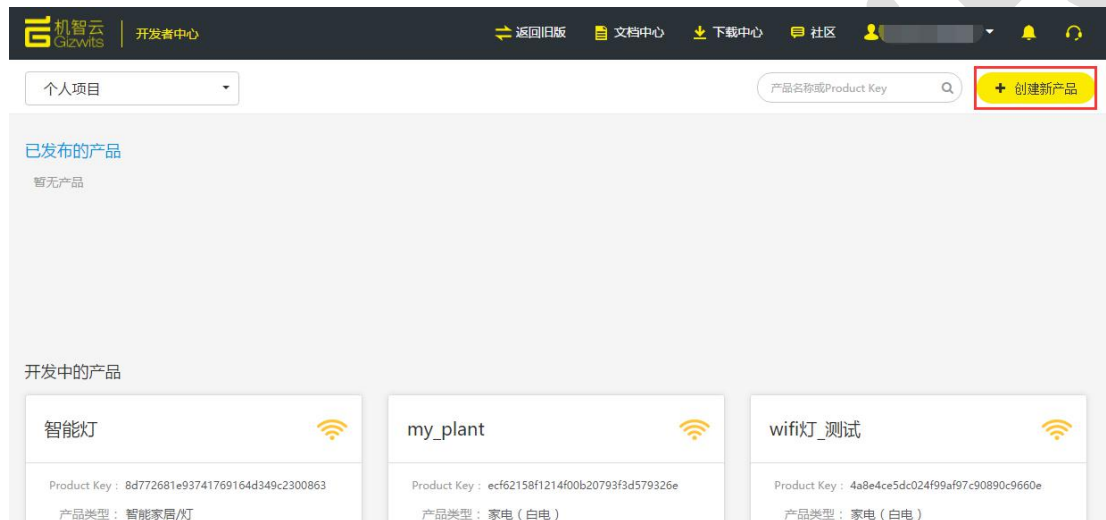 机智云
Gizwits
开发者中心 返回旧版 文档中心 下载中心 社区
个人项目 产品名称或Product Key + 创建新产品
已发布的产品
暂无产品
开发中的产品
智能灯 my_plant wifi灯_测试
Product Key : 8d772681e93741769164d349c2300863 Product Key : ecf62158f1214f00b20793f3d579326e Product Key : 4a8e4ce5dc024f99af97c90890c9660e
产品类型 : 智能家居/灯 产品类型 : 家电 ( 白电 ) 产品类型 : 家电 ( 白电 )